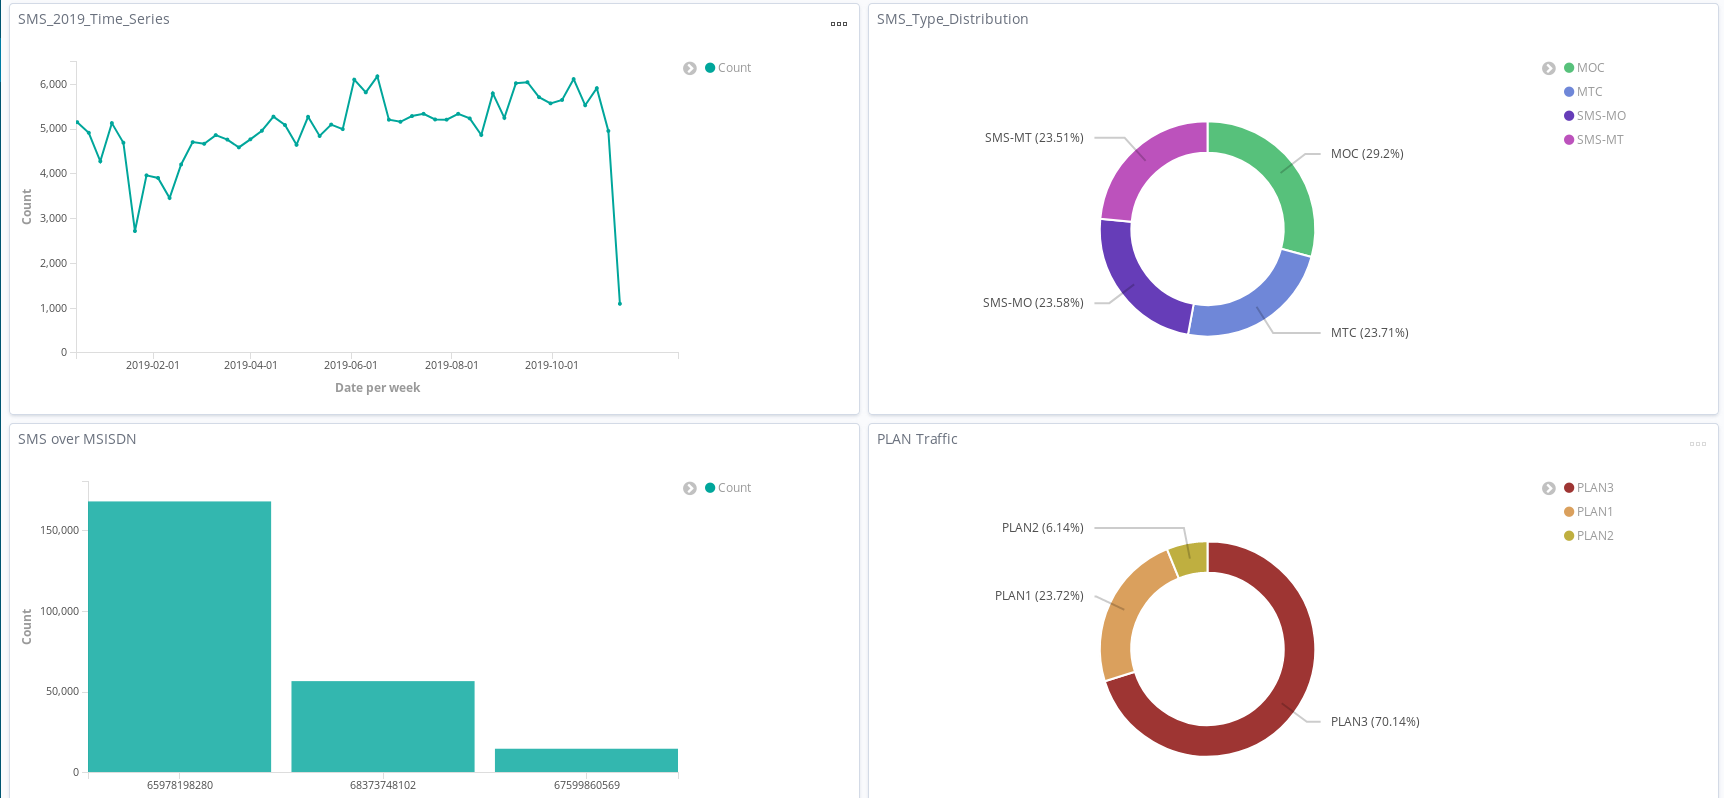 SMS_2019_Time_Series
Count
6,000
5,000
4,000
3,000
2,000
1,000
0
Count
2019-02-01
2019-04-01
2019-06-01
2019-08-01
2019-10-01
Date per week
SMS_Type_Distribution
MOC
MTC
SMS-MO
SMS-MT
SMS-MT (23.51%)
MOC (29.2%)
SMS-MO (23.58%)
MTC (23.71%)
SMS over MSISDN
Count
150,000
100,000
50,000
0
Count
65978198280
68373748102
67599860569
PLAN Traffic
PLAN3
PLAN1
PLAN2
PLAN2 (6.14%)
PLAN1 (23.72%)
PLAN3 (70.14%)